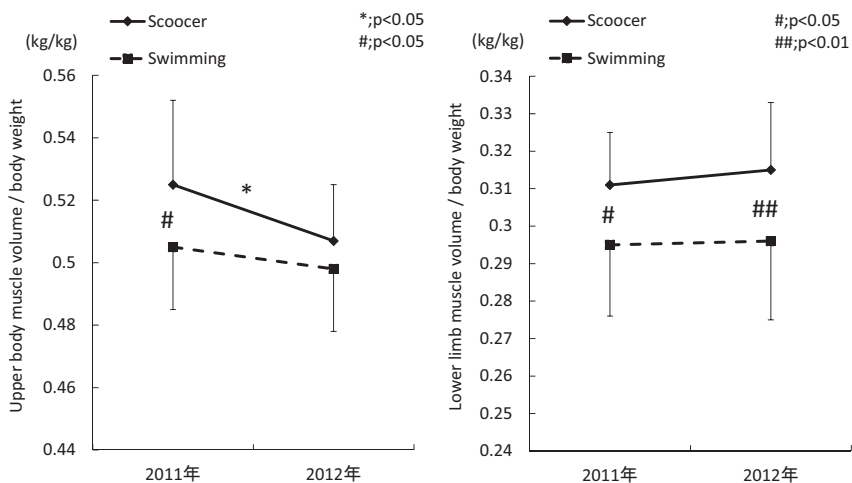 Scoocer
*;p<0.05
(kg/kg)
#;p<0.05
Swimming
0.56
0.54
0.52
0.5
0.48
0.46
0.44
Upper body muscle volume / body weight
*
#
2011年
2012年
Scoocer
#;p<0.05
(kg/kg)
##;p<0.01
Swimming
0.34
0.33
0.32
0.31
0.3
0.29
0.28
0.27
0.26
0.25
0.24
Lower limb muscle volume / body weight
#
##
2011年
2012年